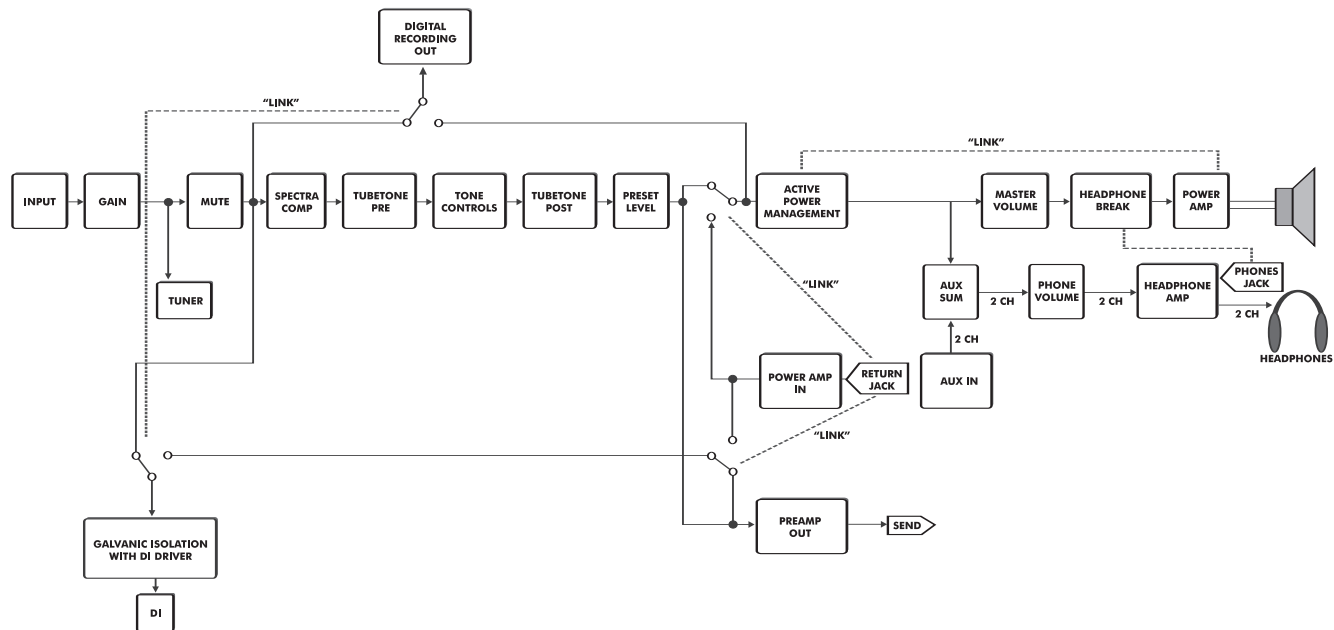 DIGITAL
RECORDING
OUT
"LINK"
"LINK"
INPUT
GAIN
MUTE
SPECTRA
COMP
TUBETONE
PRE
TONE
CONTROLS
TUBETONE
POST
PRESET
LEVEL
ACTIVE
POWER
MANAGEMENT
MASTER
VOLUME
HEADPHONE
BREAK
POWER
AMP
TUNER
"LINK"
AUX
SUM
2 CH
PHONE
VOLUME
2 CH
HEADPHONE
AMP
PHONES
JACK
2 CH
HEADPHONES
2 CH
POWER AMP
IN
RETURN
JACK
AUX IN
"LINK"
GALVANIC ISOLATION
WITH DI DRIVER
PREAMP
OUT
SEND
DI